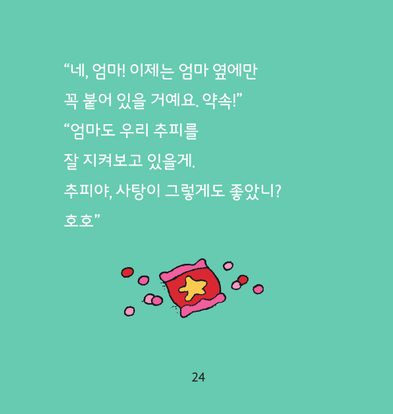 “네, 엄마! 이제는 엄마 옆에만
꼭 붙어 있을 거예요. 약속!”
“엄마도 우리 추피를
잘 지켜보고 있을게.
추피야, 사탕이 그렇게도 좋았니?
호호”
24